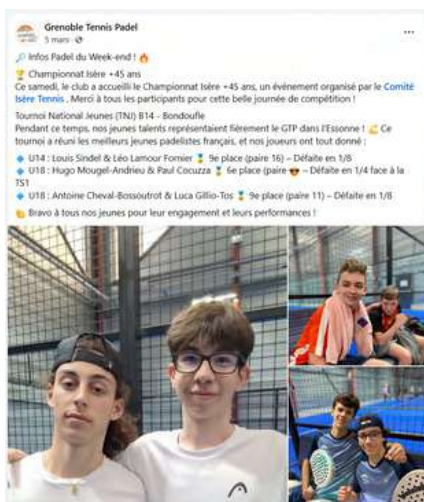 Grenoble Tennis Padel
5 mars
🔎 Infos Padel du Week-end ! 🔥
🏆 Championnat Isère +45 ans
Ce samedi, le club a accueilli le Championnat Isère +45 ans, un événement organisé par le Comité
Isère Tennis . Merci à tous les participants pour cette belle journée de compétition !
Tournoi National Jeunes (TNJ) B14 - Bondoufle
Pendant ce temps, nos jeunes talents représentaient fièrement le GTP dans l'Essonne ! 💪 Ce
tournoi a réuni les meilleurs jeunes padelistes français, et nos joueurs ont tout donné :
🔹 U14 : Louis Sindel & Léo Lamour Fornier 🏅 9e place (paire 16) – Défaite en 1/8
🔹 U18 : Hugo Mougel-Andrieu & Paul Cocuzza 🏅 6e place (paire 😎 – Défaite en 1/4 face à la
TS1
🔹 U18 : Antoine Cheval-Bossoutrot & Luca Gillio-Tos 🏅 9e place (paire 11) – Défaite en 1/8
👏 Bravo à tous nos jeunes pour leur engagement et leurs performances !